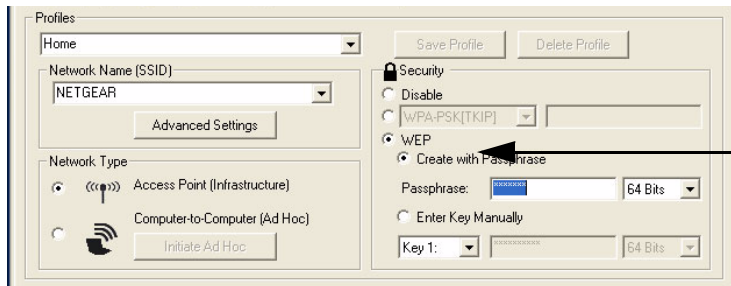 Profiles
Home
Save Profile
Delete Profile
Network Name (SSID)
NETGEAR
Advanced Settings
Network Type
Access Point (Infrastructure)
Computer-to-Computer (Ad Hoc)
Initiate Ad Hoc
Security
Disable
WPA-PSK[TKIP]
WEP
Create with Passphrase
Passphrase: ******* 64 Bits
Enter Key Manually
Key 1: ********** 64 Bits